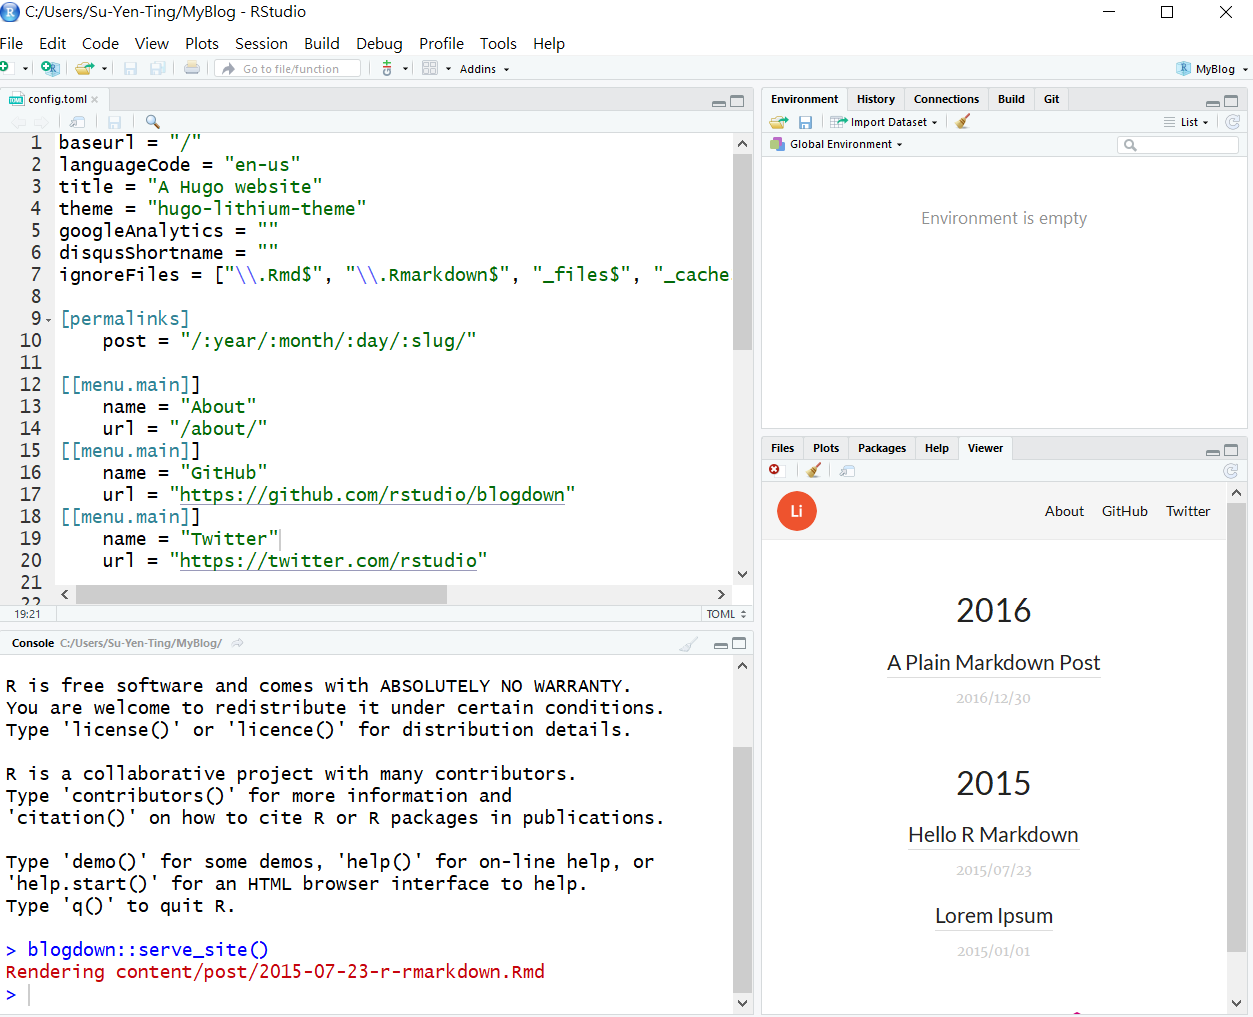 C:/Users/Su-Yen-Ting/MyBlog - RStudio
File Edit Code View Plots Session Build Debug Profile Tools Help
Go to file/function Addins MyBlog
config.toml
1 baseurl = "/"
2 languageCode = "en-us"
3 title = "A Hugo website"
4 theme = "hugo-lithium-theme"
5 googleAnalytics = ""
6 disqusShortname = ""
7 ignoreFiles = ["\\.Rmd$", "\\.Rmarkdown$", "_files$", "_cache
8
9 [permalinks]
10 post = "/:year/:month/:day/:slug/"
11
12 [[menu.main]]
13 name = "About"
14 url = "/about/"
15 [[menu.main]]
16 name = "GitHub"
17 url = "https://github.com/rstudio/blogdown"
18 [[menu.main]]
19 name = "Twitter"
20 url = "https://twitter.com/rstudio"
21
22
19:21 TOML
Console C:/Users/Su-Yen-Ting/MyBlog/
R is free software and comes with ABSOLUTELY NO WARRANTY.
You are welcome to redistribute it under certain conditions.
Type 'license()' or 'licence()' for distribution details.
R is a collaborative project with many contributors.
Type 'contributors()' for more information and
'citation()' on how to cite R or R packages in publications.
Type 'demo()' for some demos, 'help()' for on-line help, or
'help.start()' for an HTML browser interface to help.
Type 'q()' to quit R.
> blogdown::serve_site()
Rendering content/post/2015-07-23-r-rmarkdown.Rmd
>
Environment History Connections Build Git
Import Dataset List
Global Environment
Environment is empty
Files Plots Packages Help Viewer
Li About GitHub Twitter
2016
A Plain Markdown Post
2016/12/30
2015
Hello R Markdown
2015/07/23
Lorem Ipsum
2015/01/01